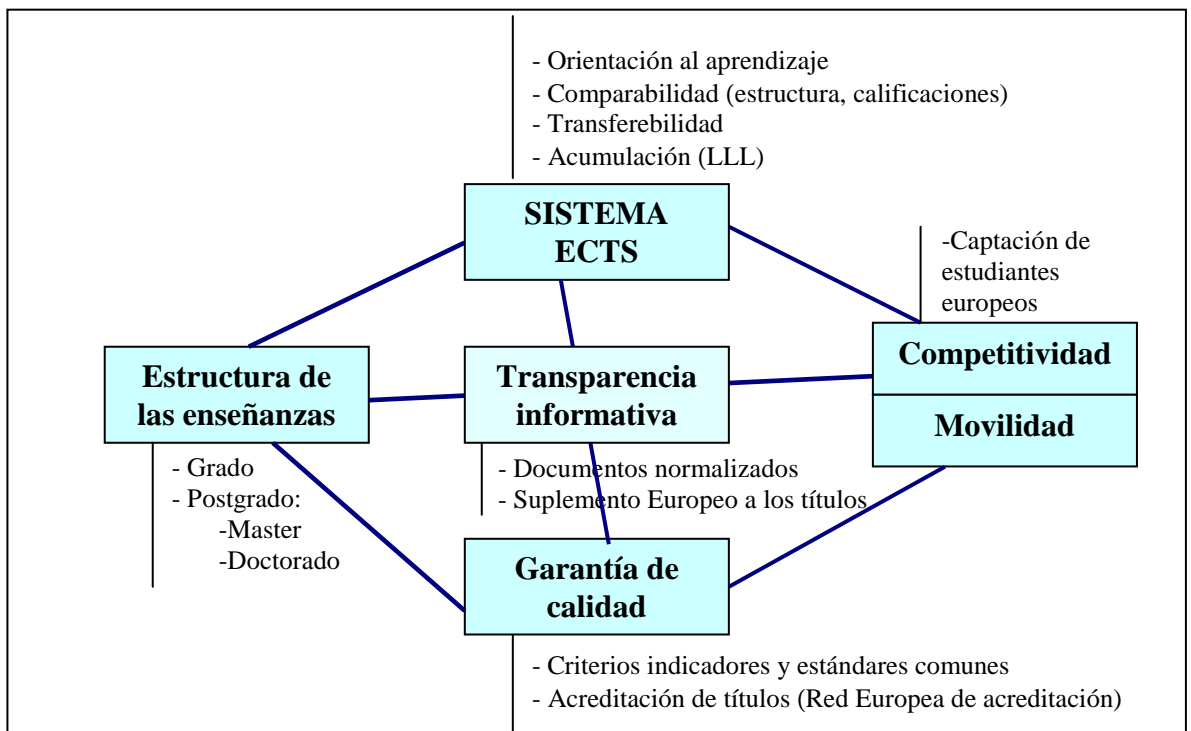 - Orientación al aprendizaje
- Comparabilidad (estructura, calificaciones)
- Transferebilidad
- Acumulación (LLL)
SISTEMA
ECTS
-Captación de
estudiantes
europeos
Estructura de
las enseñanzas
Transparencia
informativa
Competitividad
Movilidad
- Grado
- Postgrado:
-Master
-Doctorado
- Documentos normalizados
- Suplemento Europeo a los títulos
Garantía de
calidad
- Criterios indicadores y estándares comunes
- Acreditación de títulos (Red Europea de acreditación)